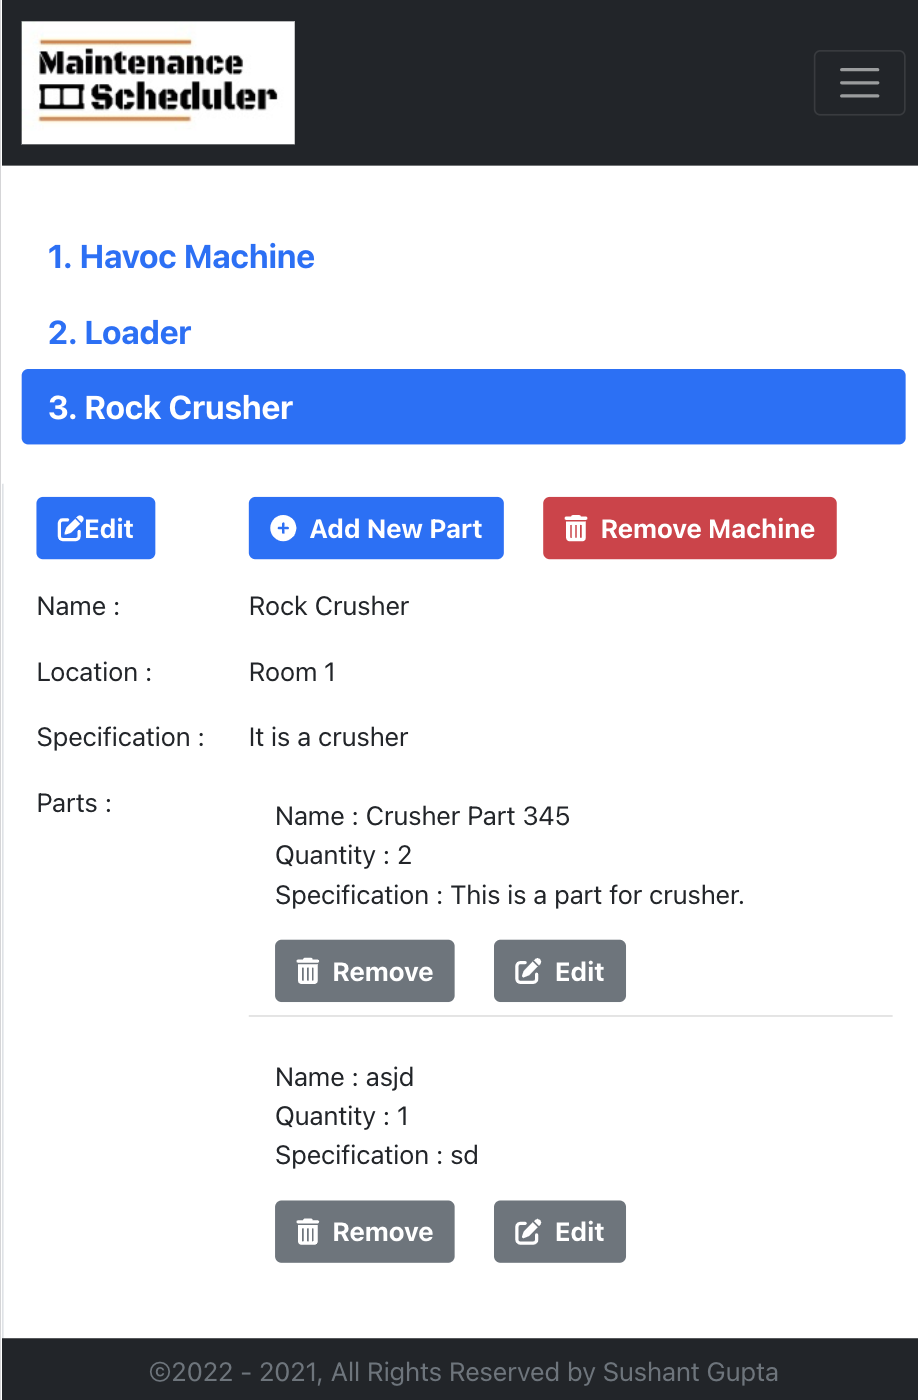 Maintenance
Scheduler
1. Havoc Machine
2. Loader
3. Rock Crusher
Edit Add New Part Remove Machine
Name : Rock Crusher
Location : Room 1
Specification : It is a crusher
Parts :
Name : Crusher Part 345
Quantity : 2
Specification : This is a part for crusher.
Remove Edit
Name : asjd
Quantity : 1
Specification : sd
Remove Edit
©2022 - 2021, All Rights Reserved by Sushant Gupta